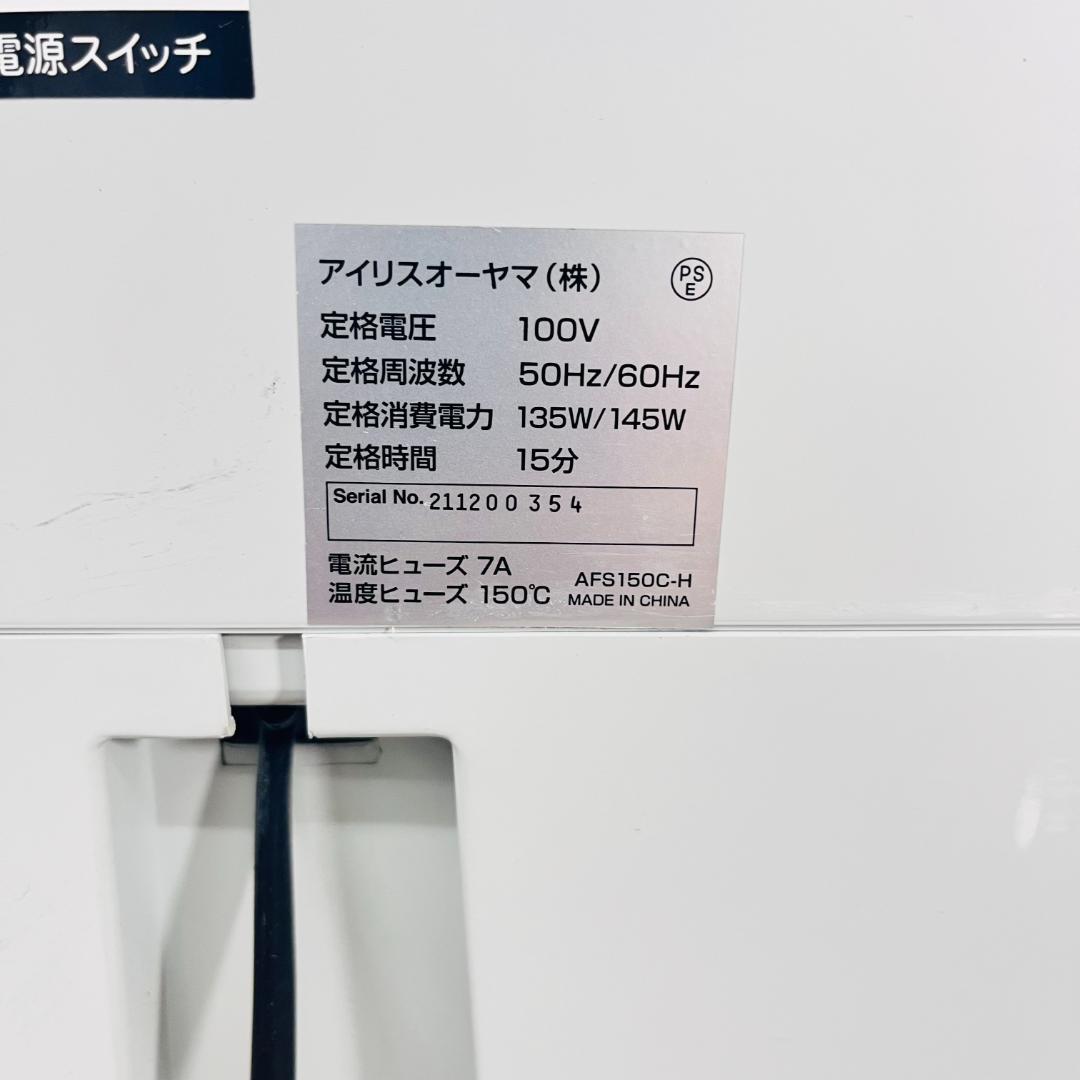 電源スイッチ
アイリスオーヤマ（株）
PS
E
定格電圧 100V
定格周波数 50Hz/60Hz
定格消費電力 135W/145W
定格時間 15分
Serial No. 211200354
電流ヒューズ 7A
温度ヒューズ 150℃
AFS150C-H
MADE IN CHINA